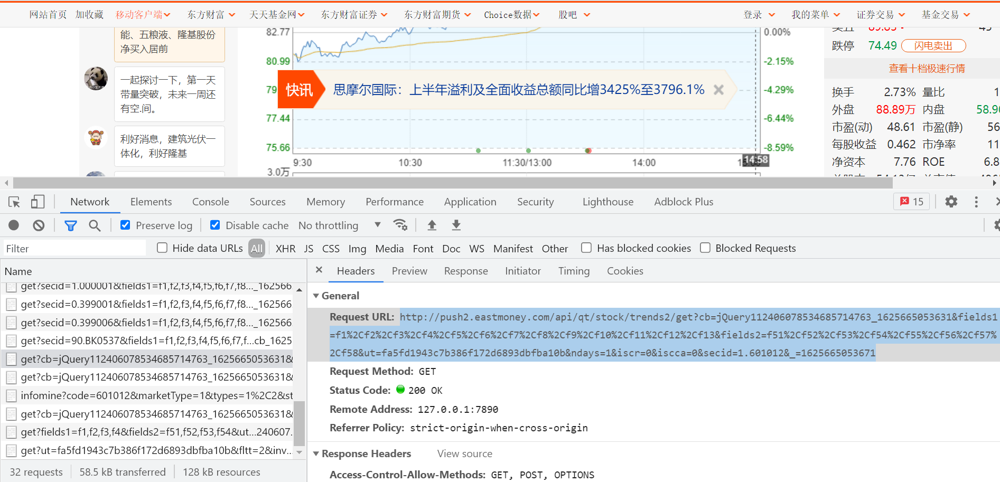 网站首页 加收藏 移动客户端 东方财富 天天基金网 东方财富证券 东方财富期货 Choice数据 股吧 登录 我的菜单 证券交易 基金交易
能、五粮液、隆基股份
净买入居前
一起探讨一下，第一天
带量突破，未来一周还
有空.间。
利好消息，建筑光伏一
体化，利好隆基
82.77 0.00%
80.99 -2.15%
79 -4.29%
77.44 -6.44%
75.66 -8.59%
快讯 思摩尔国际：上半年溢利及全面收益总额同比增3425%至3796.1%
9:30 10:30 11:30/13:00 14:00 14:58
3.0万
跌停 74.49 闪电卖出
查看十档极速行情
换手 2.73% 量比 1
外盘 88.89万 内盘 58.90
市盈(动) 48.61 市盈(静) 56
每股收益 0.462 市净率 11
净资本 7.76 ROE 6.8
Network Elements Console Sources Memory Performance Application Security Lighthouse Adblock Plus 15
Preserve log Disable cache No throttling
Filter Hide data URLs All XHR JS CSS Img Media Font Doc WS Manifest Other Has blocked cookies Blocked Requests
Name
get?secid=1.000001&fields1=f1,f2,f3,f4,f5,f6,f7,f8..._162566
get?secid=0.399001&fields1=f1,f2,f3,f4,f5,f6,f7,f8..._162566
get?secid=0.399006&fields1=f1,f2,f3,f4,f5,f6,f7,f8..._162566
get?secid=90.BK0537&fields1=f1,f2,f3,f4,f5,f6,f7,f...cb_1625
get?cb=jQuery112406078534685714763_1625665053631&
get?cb=jQuery112406078534685714763_1625665053631&
infomine?code=601012&marketType=1&types=1%2C2&st
get?cb=jQuery112406078534685714763_1625665053631&
get?fields1=f1,f2,f3,f4&fields2=f51,f52,f53,f54&ut...240607.
get?ut=fa5fd1943c7b386f172d6893dbfba10b&fltt=2&inv...
32 requests 58.5 kB transferred 128 kB resources
Headers Preview Response Initiator Timing Cookies
General
Request URL: http://push2.eastmoney.com/api/qt/stock/trends2/get?cb=jQuery112406078534685714763_1625665053631&fields1
=f1%2Cf2%2Cf3%2Cf4%2Cf5%2Cf6%2Cf7%2Cf8%2Cf9%2Cf10%2Cf11%2Cf12%2Cf13&fields2=f51%2Cf52%2Cf53%2Cf54%2Cf55%2Cf56%2Cf57%
2Cf58&ut=fa5fd1943c7b386f172d6893dbfba10b&ndays=1&iscr=0&iscca=0&secid=1.601012&_=1625665053671
Request Method: GET
Status Code: 200 OK
Remote Address: 127.0.0.1:7890
Referrer Policy: strict-origin-when-cross-origin
Response Headers View source
Access-Control-Allow-Methods: GET, POST, OPTIONS